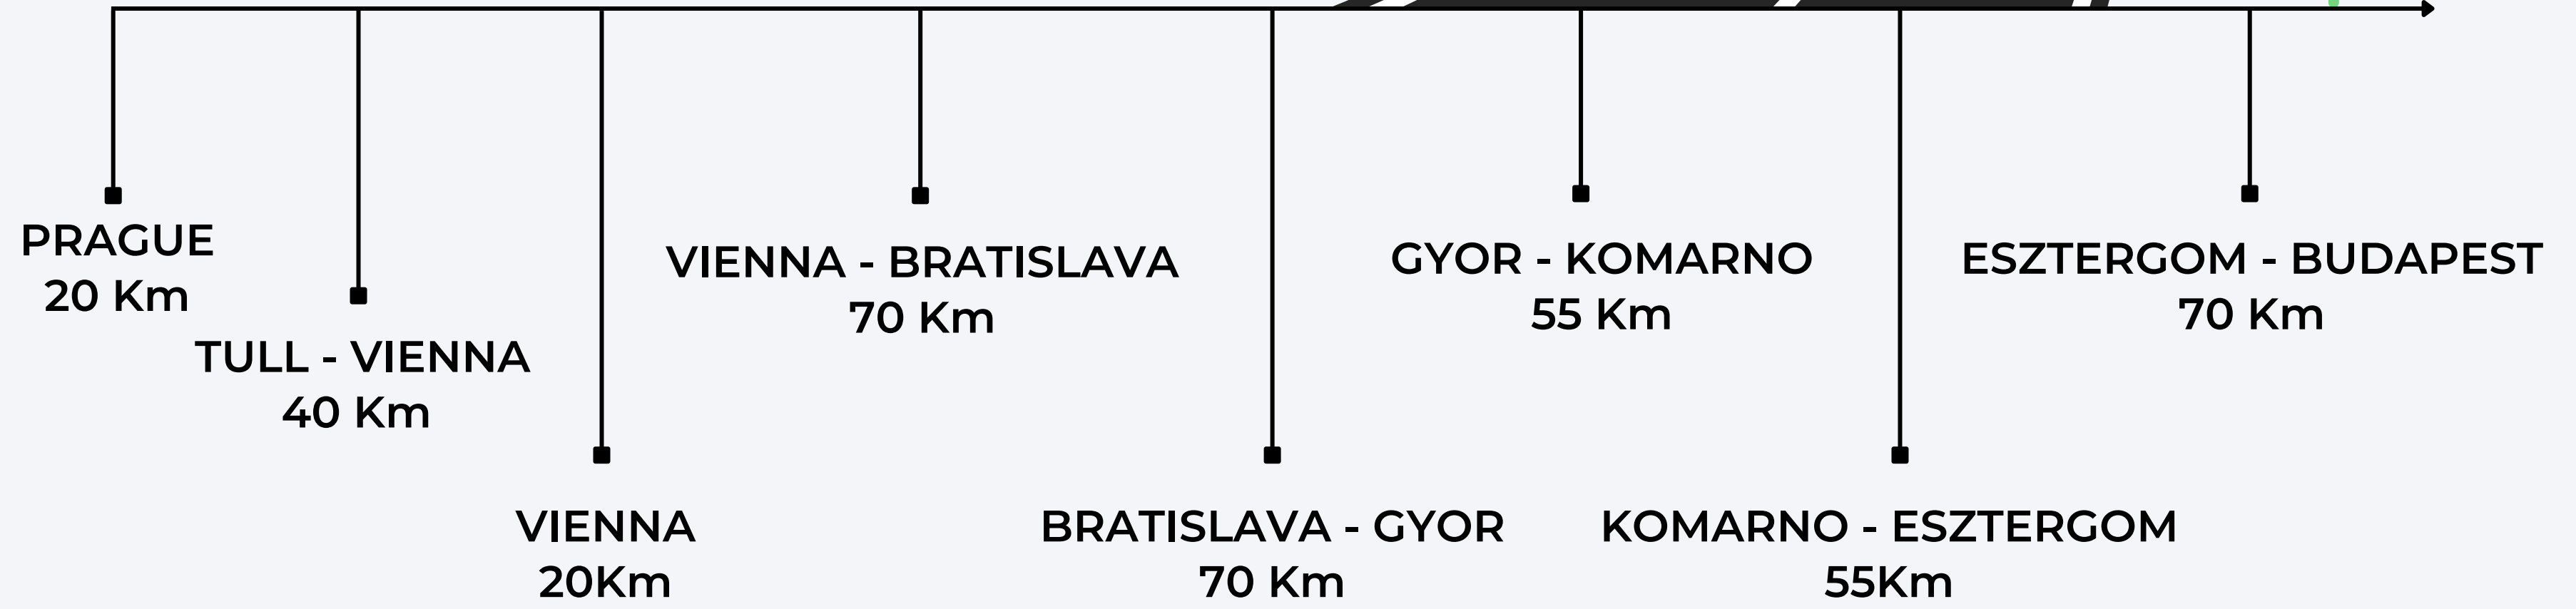 PRAGUE
20 Km
TULL - VIENNA
40 Km
VIENNA
20Km
VIENNA - BRATISLAVA
70 Km
BRATISLAVA - GYOR
70 Km
GYOR - KOMARNO
55 Km
KOMARNO - ESZTERGOM
55Km
ESZTERGOM - BUDAPEST
70 Km